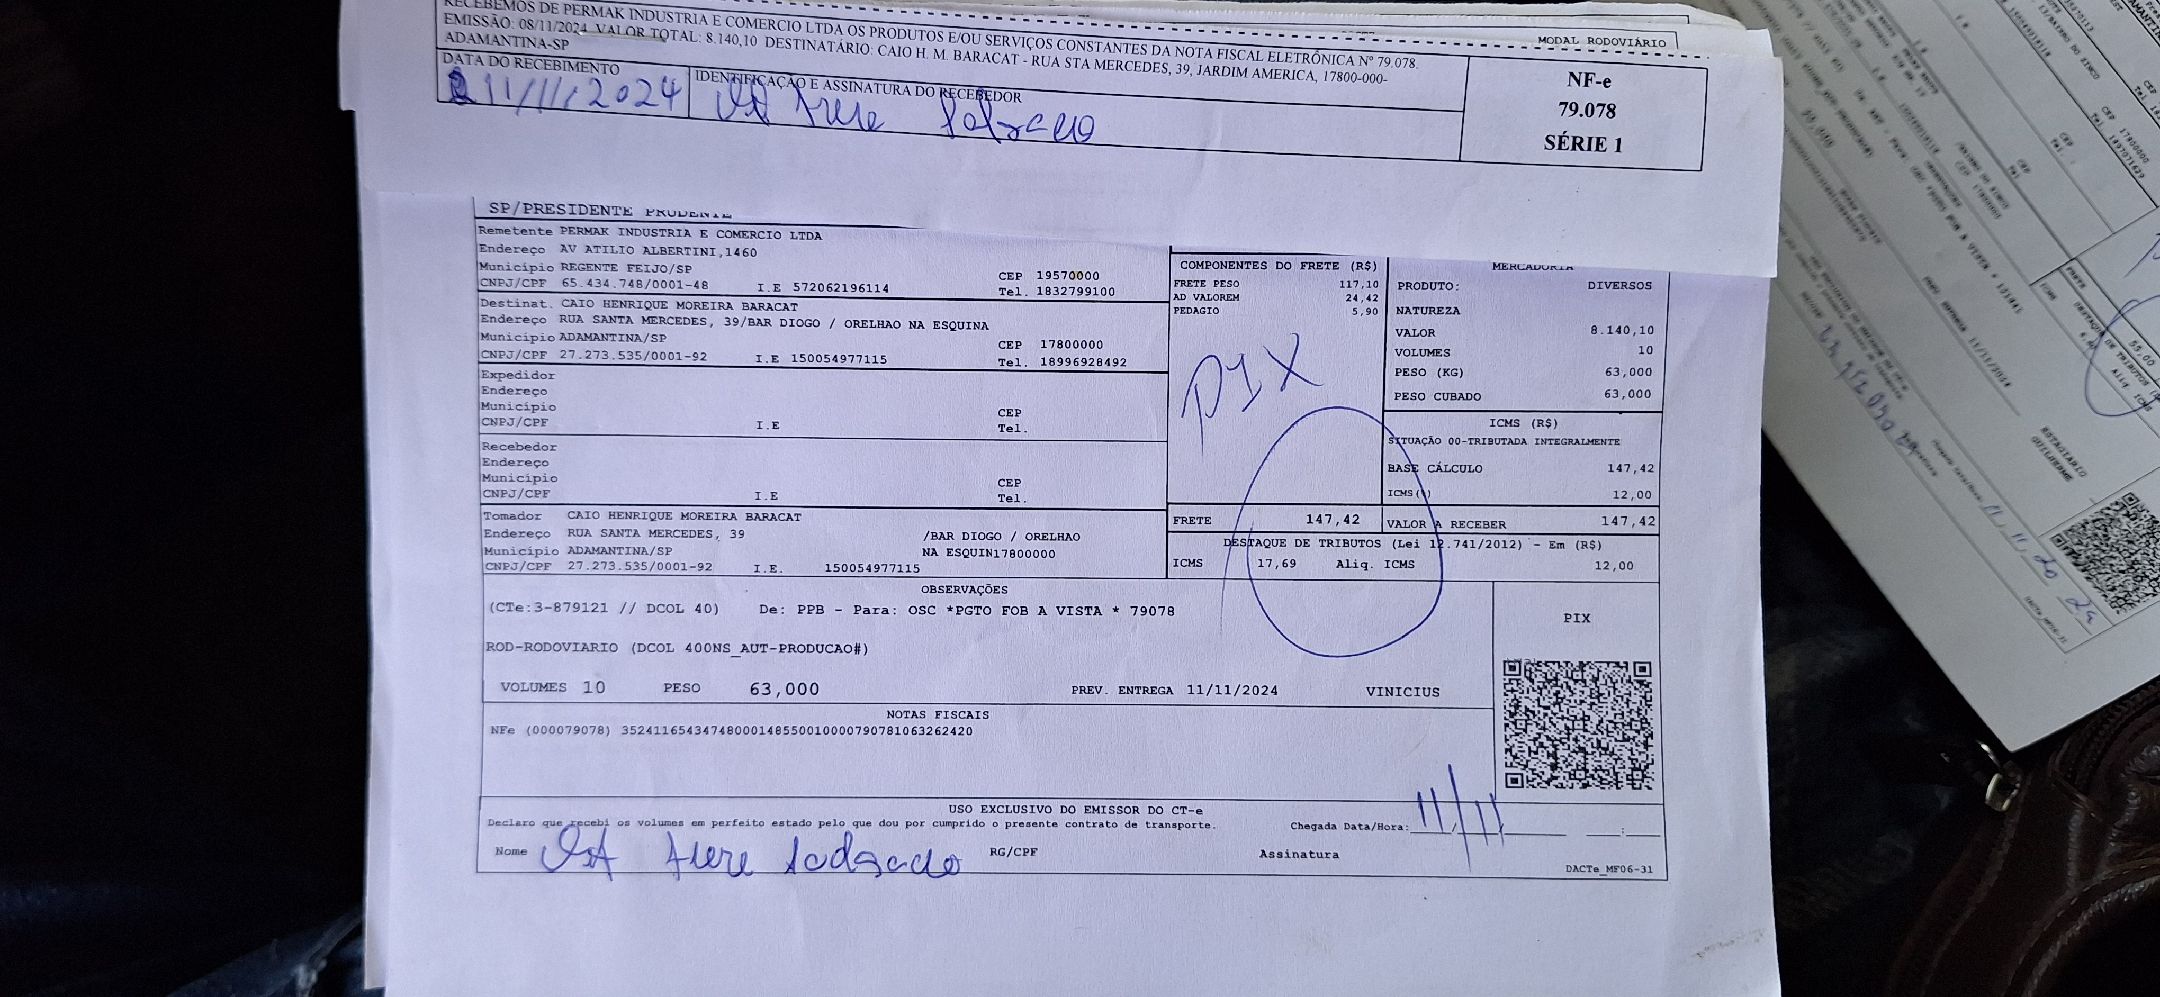 RECEBEMOS DE PERMAK INDUSTRIA E COMERCIO LTDA OS PRODUTOS E/OU SERVIÇOS CONSTANTES DA NOTA FISCAL ELETRÔNICA Nº 79.078.
EMISSÃO: 08/11/2024 VALOR TOTAL: 8.140,10 DESTINATÁRIO: CAIO H. M. BARACAT - RUA STA MERCEDES, 39, JARDIM AMERICA, 17800-000-
ADAMANTINA-SP
MODAL RODOVIÁRIO
DATA DO RECEBIMENTO
11/11/2024
IDENTIFICAÇÃO E ASSINATURA DO RECEBEDOR
NF-e
79.078
SÉRIE 1
SP/PRESIDENTE PRUDENTE
Remetente PERMAK INDUSTRIA E COMERCIO LTDA
Endereço AV ATILIO ALBERTINI,1460
Município REGENTE FEIJO/SP CEP 19570000
CNPJ/CPF 65.434.748/0001-48 I.E 572062196114 Tel. 1832799100
Destinat. CAIO HENRIQUE MOREIRA BARACAT
Endereço RUA SANTA MERCEDES, 39/BAR DIOGO / ORELHAO NA ESQUINA
Município ADAMANTINA/SP CEP 17800000
CNPJ/CPF 27.273.535/0001-92 I.E 150054977115 Tel. 18996928492
Expedidor
Endereço
Município CEP
CNPJ/CPF I.E Tel.
Recebedor
Endereço
Município CEP
CNPJ/CPF I.E Tel.
Tomador CAIO HENRIQUE MOREIRA BARACAT
Endereço RUA SANTA MERCEDES, 39 /BAR DIOGO / ORELHAO
Município ADAMANTINA/SP NA ESQUIN17800000
CNPJ/CPF 27.273.535/0001-92 I.E. 150054977115
COMPONENTES DO FRETE (R$)
FRETE PESO 117,10
AD VALOREM 24,42
PEDAGIO 5,90
PIX
FRETE 147,42
MERCADORIA
PRODUTO: DIVERSOS
NATUREZA
VALOR 8.140,10
VOLUMES 10
PESO (KG) 63,000
PESO CUBADO 63,000
ICMS (R$)
SITUAÇÃO 00-TRIBUTADA INTEGRALMENTE
BASE CÁLCULO 147,42
ICMS(%) 12,00
VALOR A RECEBER 147,42
DESTAQUE DE TRIBUTOS (Lei 12.741/2012) - Em (R$)
ICMS 17,69 Aliq. ICMS 12,00
OBSERVAÇÕES
(CTe:3-879121 // DCOL 40) De: PPB - Para: OSC *PGTO FOB A VISTA * 79078
ROD-RODOVIARIO (DCOL 400NS_AUT-PRODUCAO#)
VOLUMES 10 PESO 63,000 PREV. ENTREGA 11/11/2024 VINICIUS
PIX
NOTAS FISCAIS
NFe (000079078) 35241165434748000148550010000790781063262420
USO EXCLUSIVO DO EMISSOR DO CT-e
Declaro que recebi os volumes em perfeito estado pelo que dou por cumprido o presente contrato de transporte.
Chegada Data/Hora: 11/11
Nome RG/CPF Assinatura
DACTe_MF06-31